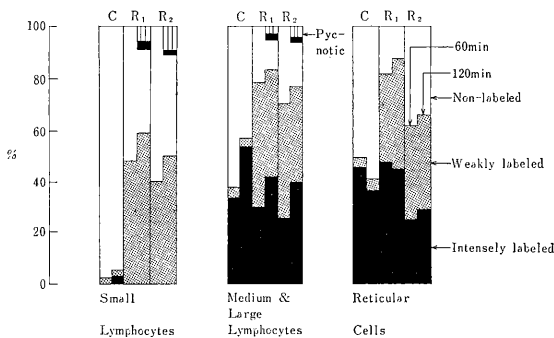 C R1 R2 C R1 R2 C R1 R2
100
80
60
%
40
20
0
Pyc-
notic
60min
120min
Non-labeled
Weakly labeled
Intensely labeled
Small
Lymphocytes
Medium &
Large
Lymphocytes
Reticular
Cells